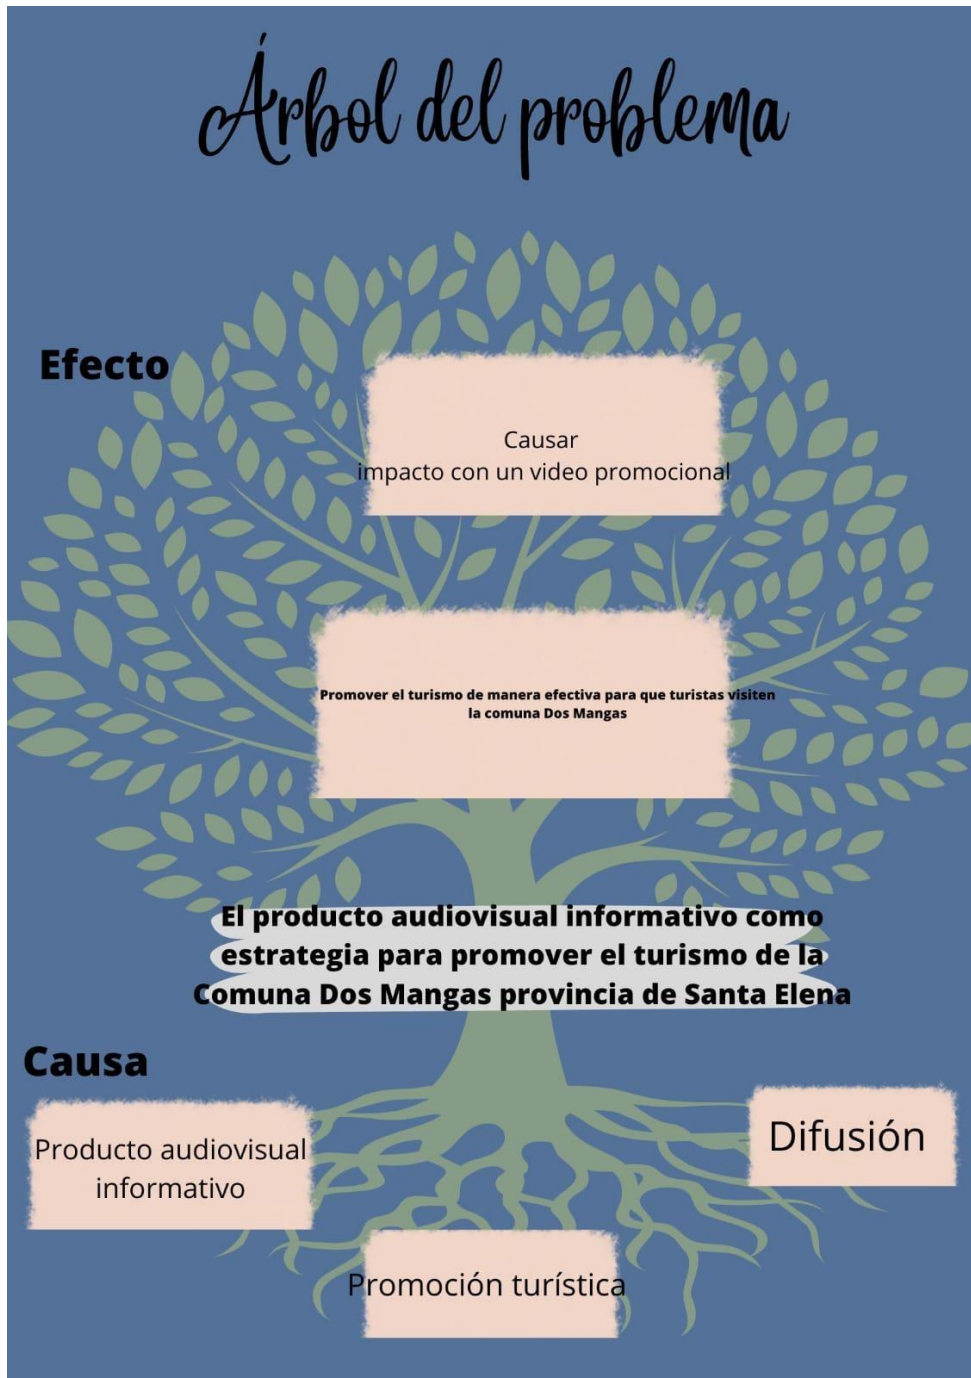 Árbol del problema
Efecto
Causar
impacto con un video promocional
Promover el turismo de manera efectiva para que turistas visiten
la comuna Dos Mangas
El producto audiovisual informativo como
estrategia para promover el turismo de la
Comuna Dos Mangas provincia de Santa Elena
Causa
Producto audiovisual
informativo
Difusión
Promoción turística